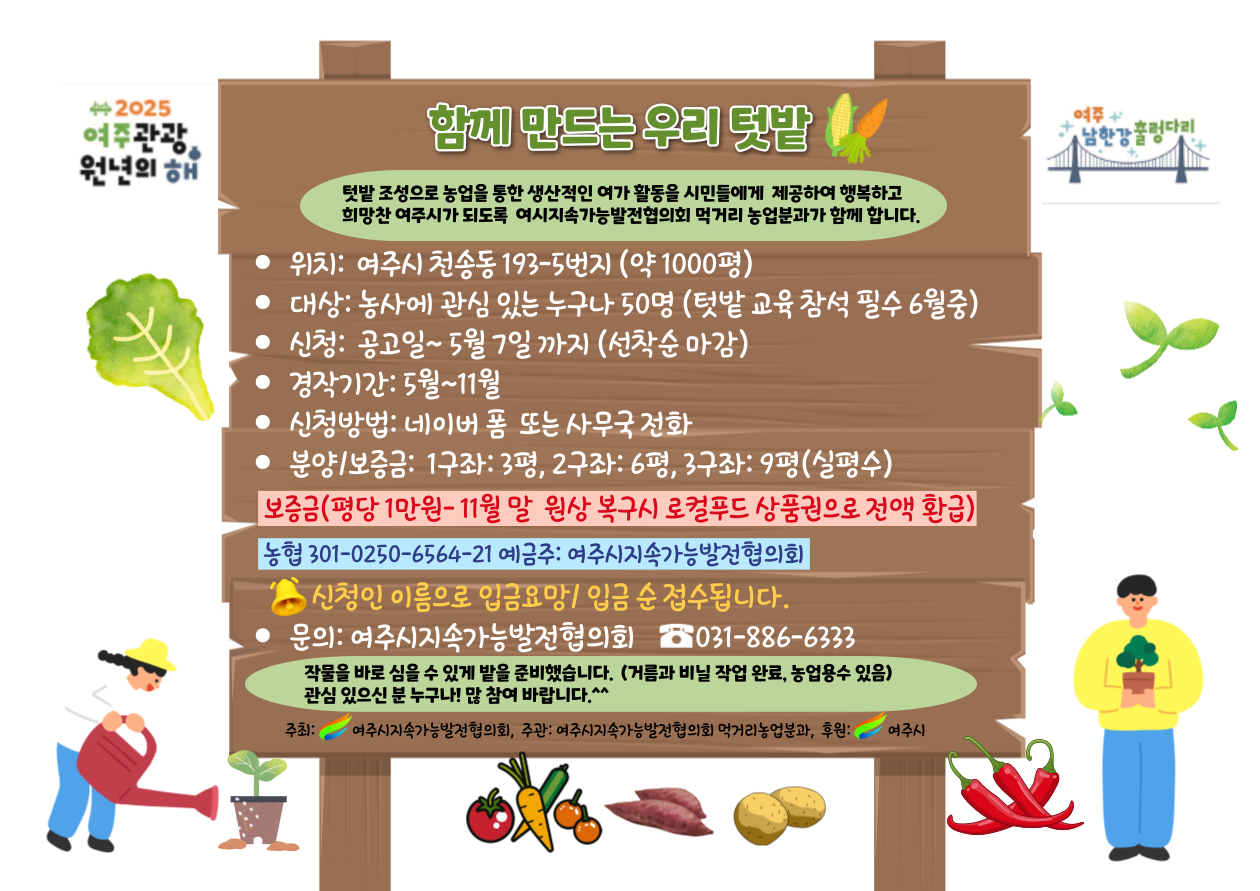 2025
여주관광
원년의 해
여주
남한강출렁다리
함께 만드는 우리 텃밭
텃밭 조성으로 농업을 통한 생산적인 여가 활동을 시민들에게 제공하여 행복하고
희망찬 여주시가 되도록 여시지속가능발전협의회 먹거리 농업분과가 함께 합니다.
• 위치: 여주시 천송동 193-5번지 (약 1000평)
• 대상: 농사에 관심 있는 누구나 50명 (텃밭 교육 참석 필수 6월중)
• 신청: 공고일~ 5월 7일 까지 (선착순 마감)
• 경작기간: 5월~11월
• 신청방법: 네이버 폼 또는 사무국 전화
• 분양/보증금: 1구좌: 3평, 2구좌: 6평, 3구좌: 9평(실평수)
보증금(평당 1만원- 11월 말 원상 복구시 로컬푸드 상품권으로 전액 환급)
농협 301-0250-6564-21 예금주: 여주시지속가능발전협의회
신청인 이름으로 입금요망/ 입금 순 접수됩니다.
• 문의: 여주시지속가능발전협의회 ☎031-886-6333
작물을 바로 심을 수 있게 밭을 준비했습니다. (거름과 비닐 작업 완료, 농업용수 있음)
관심 있으신 분 누구나! 많 참여 바랍니다.^^
주최: 여주시지속가능발전협의회, 주관: 여주시지속가능발전협의회 먹거리농업분과, 후원: 여주시